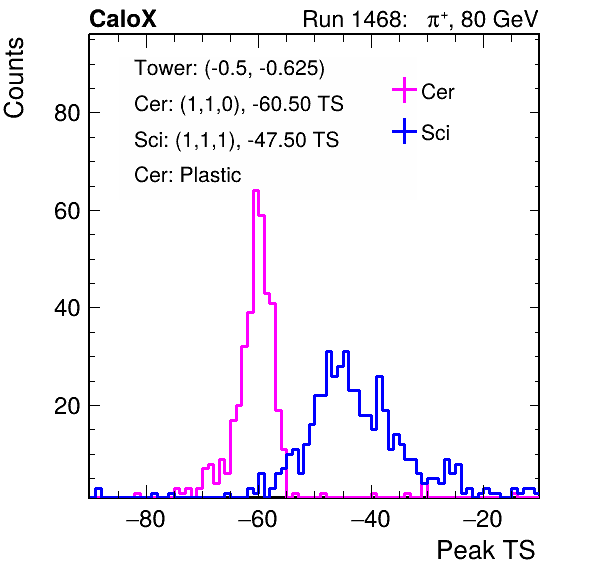 CaloX Run 1468: π⁺, 80 GeV
Tower: (-0.5, -0.625)
Cer: (1,1,0), -60.50 TS
Sci: (1,1,1), -47.50 TS
Cer: Plastic
Cer
Sci
Counts
80
60
40
20
−80 −60 −40 −20
Peak TS